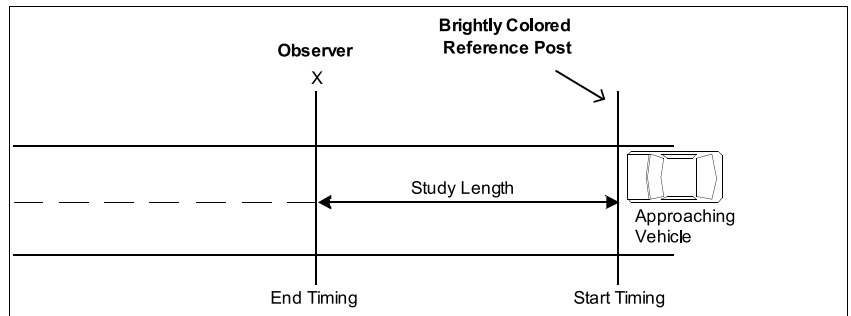 Brightly Colored
Reference Post
Observer
X
Study Length
Approaching
Vehicle
End Timing
Start Timing